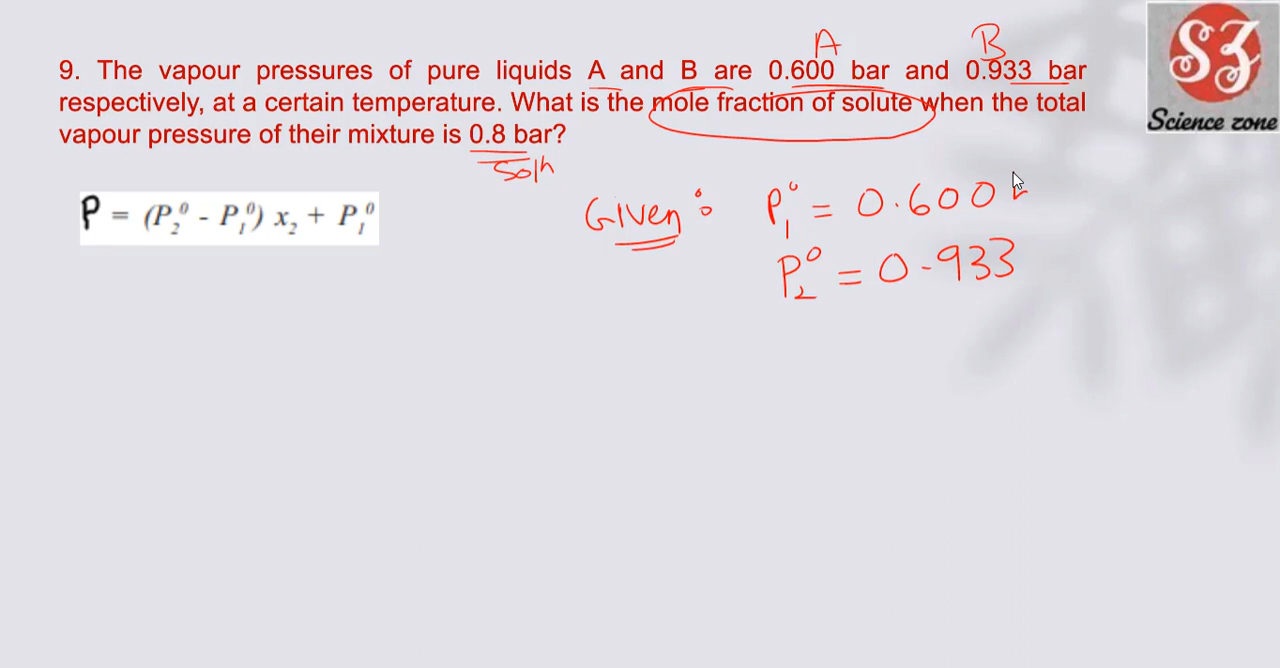 A B
9. The vapour pressures of pure liquids A and B are 0.600 bar and 0.933 bar
respectively, at a certain temperature. What is the mole fraction of solute when the total
vapour pressure of their mixture is 0.8 bar?
Soln
P = (P₂⁰ - P₁⁰) x₂ + P₁⁰
Given : P₁⁰ = 0.600
P₂⁰ = 0.933
SZ
Science zone